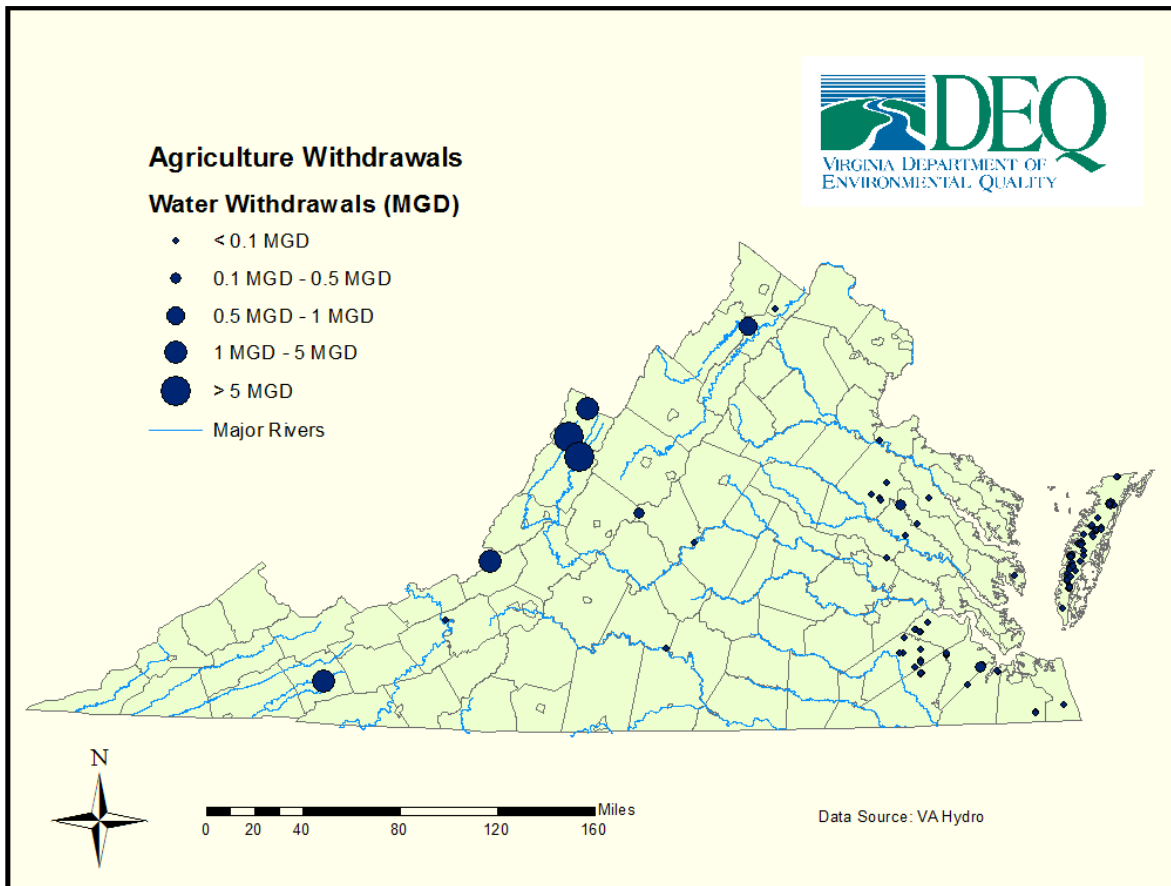 DEQ
VIRGINIA DEPARTMENT OF
ENVIRONMENTAL QUALITY
Agriculture Withdrawals
Water Withdrawals (MGD)
< 0.1 MGD
0.1 MGD - 0.5 MGD
0.5 MGD - 1 MGD
1 MGD - 5 MGD
> 5 MGD
Major Rivers
N
Miles
0 20 40 80 120 160
Data Source: VA Hydro